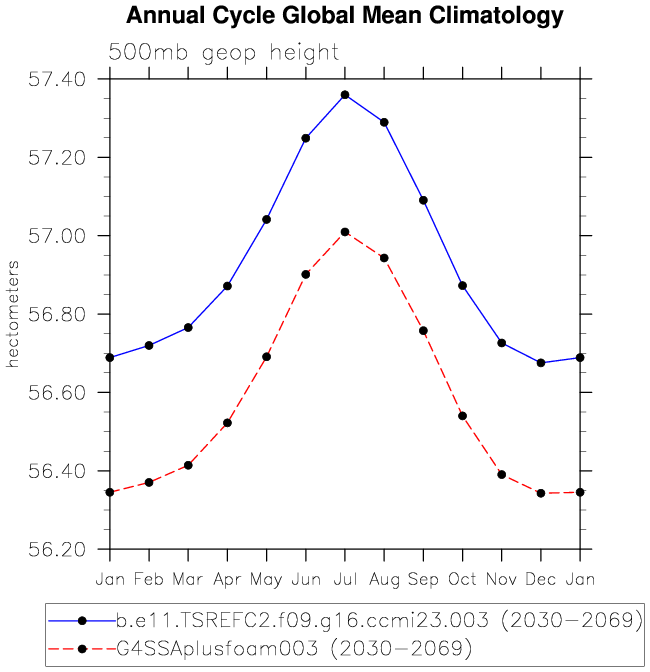 Annual Cycle Global Mean Climatology
500mb geop height
57.40
57.20
57.00
56.80
56.60
56.40
56.20
hectometers
Jan Feb Mar Apr May Jun Jul Aug Sep Oct Nov Dec Jan
b.e11.TSREFC2.f09.g16.ccmi23.003 (2030-2069)
G4SSAplusfoam003 (2030-2069)